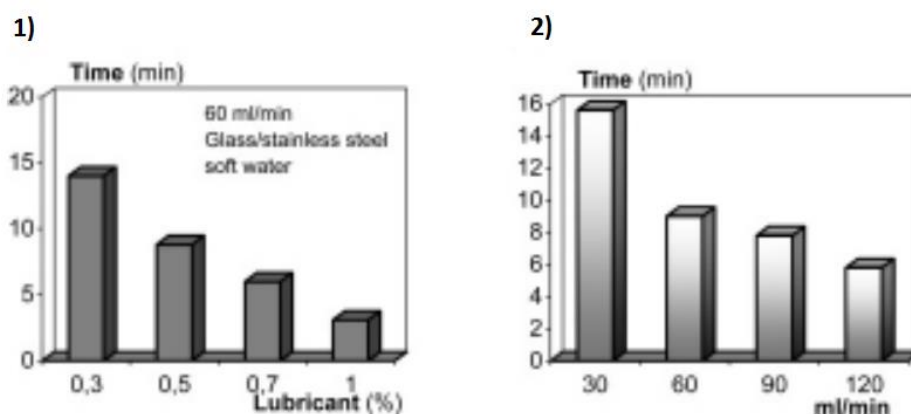 1)
Time (min)
20
15
10
5
0
60 ml/min
Glass/stainless steel
soft water
0,3 0,5 0,7 1
Lubricant (%)
2)
Time (min)
16
14
12
10
8
6
4
2
0
30 60 90 120
ml/min